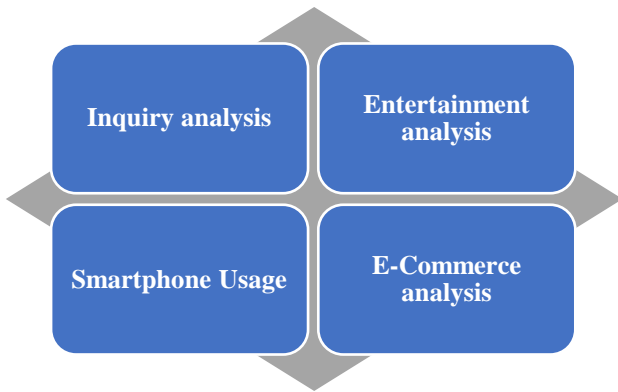 Inquiry analysis
Entertainment
analysis
Smartphone Usage
E-Commerce
analysis